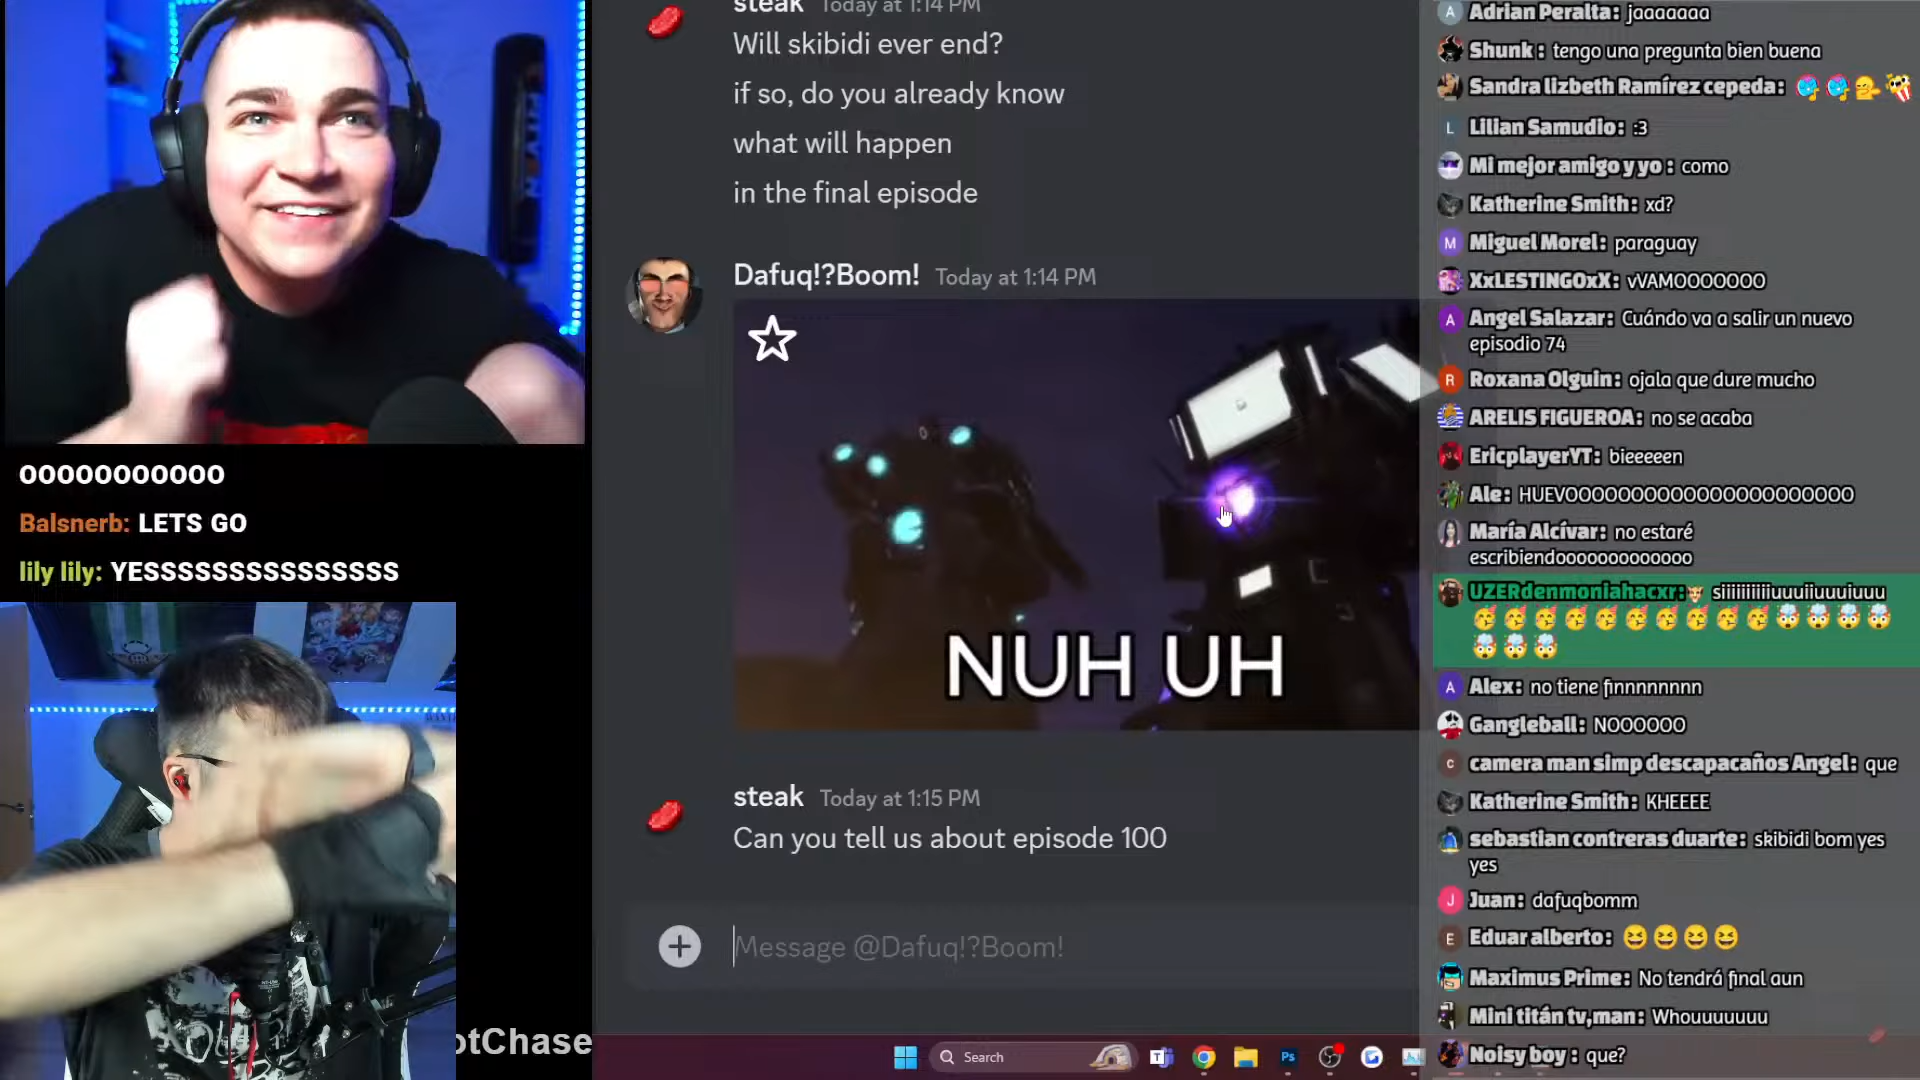 ooooooooooo
Balsnerb: LETS GO
lily lily: YESSSSSSSSSSSSSSS
otChase
steak Today at 1:14 PM
Will skibidi ever end?
if so, do you already know
what will happen
in the final episode
Dafuq!?Boom! Today at 1:14 PM
NUH UH
steak Today at 1:15 PM
Can you tell us about episode 100
Message @Dafuq!?Boom!
Search
Ps
A Adrian Peralta: jaaaaaaa
Shunk : tengo una pregunta bien buena
Sandra lizbeth Ramírez cepeda:
L Lilian Samudio: :3
Mi mejor amigo y yo : como
Katherine Smith: xd?
M Miguel Morel: paraguay
XxLESTINGOxX: vVAMOOOOOOO
A Angel Salazar: Cuándo va a salir un nuevo
episodio 74
R Roxana Olguin: ojala que dure mucho
ARELIS FIGUEROA: no se acaba
EricplayerYT: bieeeeen
Ale: HUEVOOOOOOOOOOOOOOOOOOOOOOO
María Alcívar: no estaré
escribiendooooooooooooo
UZERdenmoniahacxr: siiiiiiiiiiuuuiiuuuiuuu
A Alex: no tiene finnnnnnnn
Gangleball: NOOOOOO
c camera man simp descapacaños Angel: que
Katherine Smith: KHEEEE
sebastian contreras duarte: skibidi bom yes
yes
J Juan: dafuqbomm
E Eduar alberto:
Maximus Prime: No tendrá final aun
Mini titán tv,man: Whouuuuuuu
Noisy boy : que?